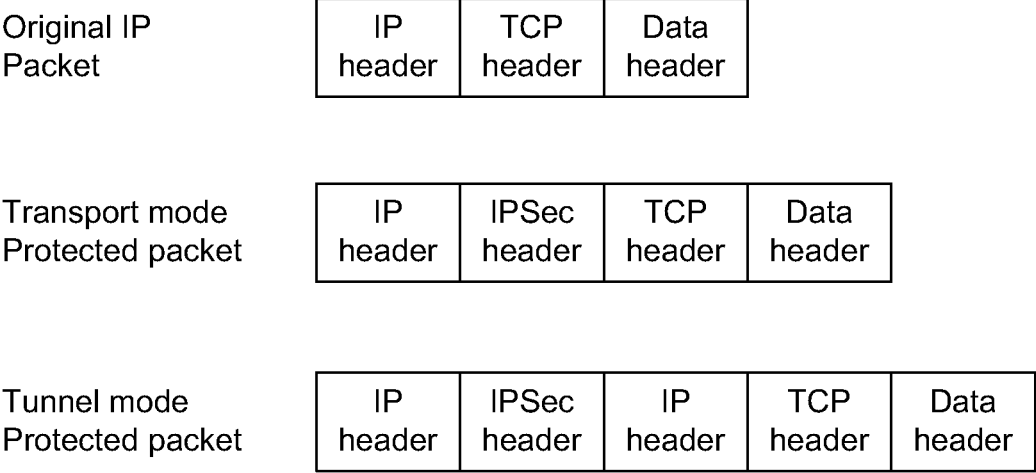 Original IP
Packet
IP
header
TCP
header
Data
header
Transport mode
Protected packet
IP
header
IPSec
header
TCP
header
Data
header
Tunnel mode
Protected packet
IP
header
IPSec
header
IP
header
TCP
header
Data
header